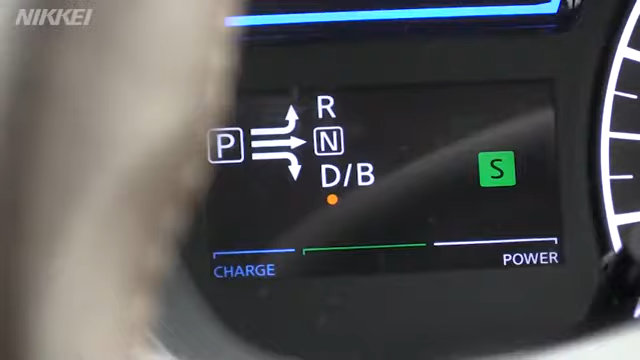 NIKKEI
R
P N
D/B
S
CHARGE
POWER